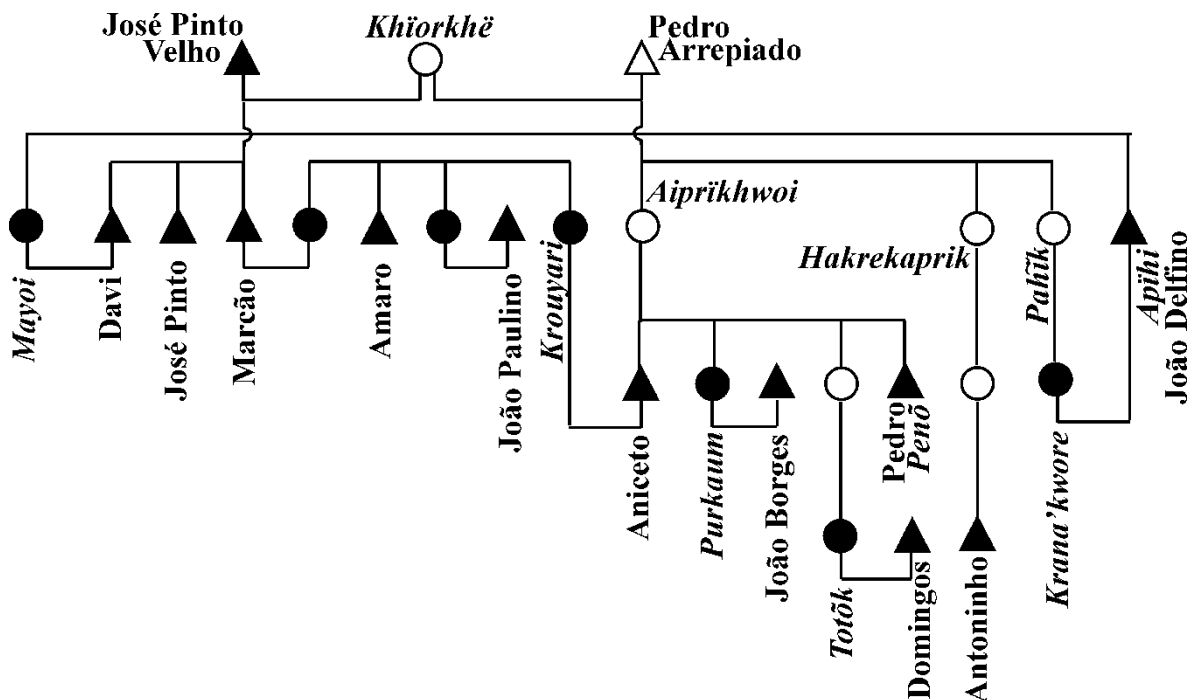 José Pinto
Velho
Khïorkhë
Pedro
Arrepiado
Aiprïkhwoi
Hakrekaprik
Mayoi
Davi
José Pinto
Marcão
Amaro
João Paulino
Krouyari
Pahĩk
Apïhi
João Delfino
Aniceto
Purkaum
João Borges
Pedro
Penõ
Totõk
Domingos
Antoninho
Krana’kwore